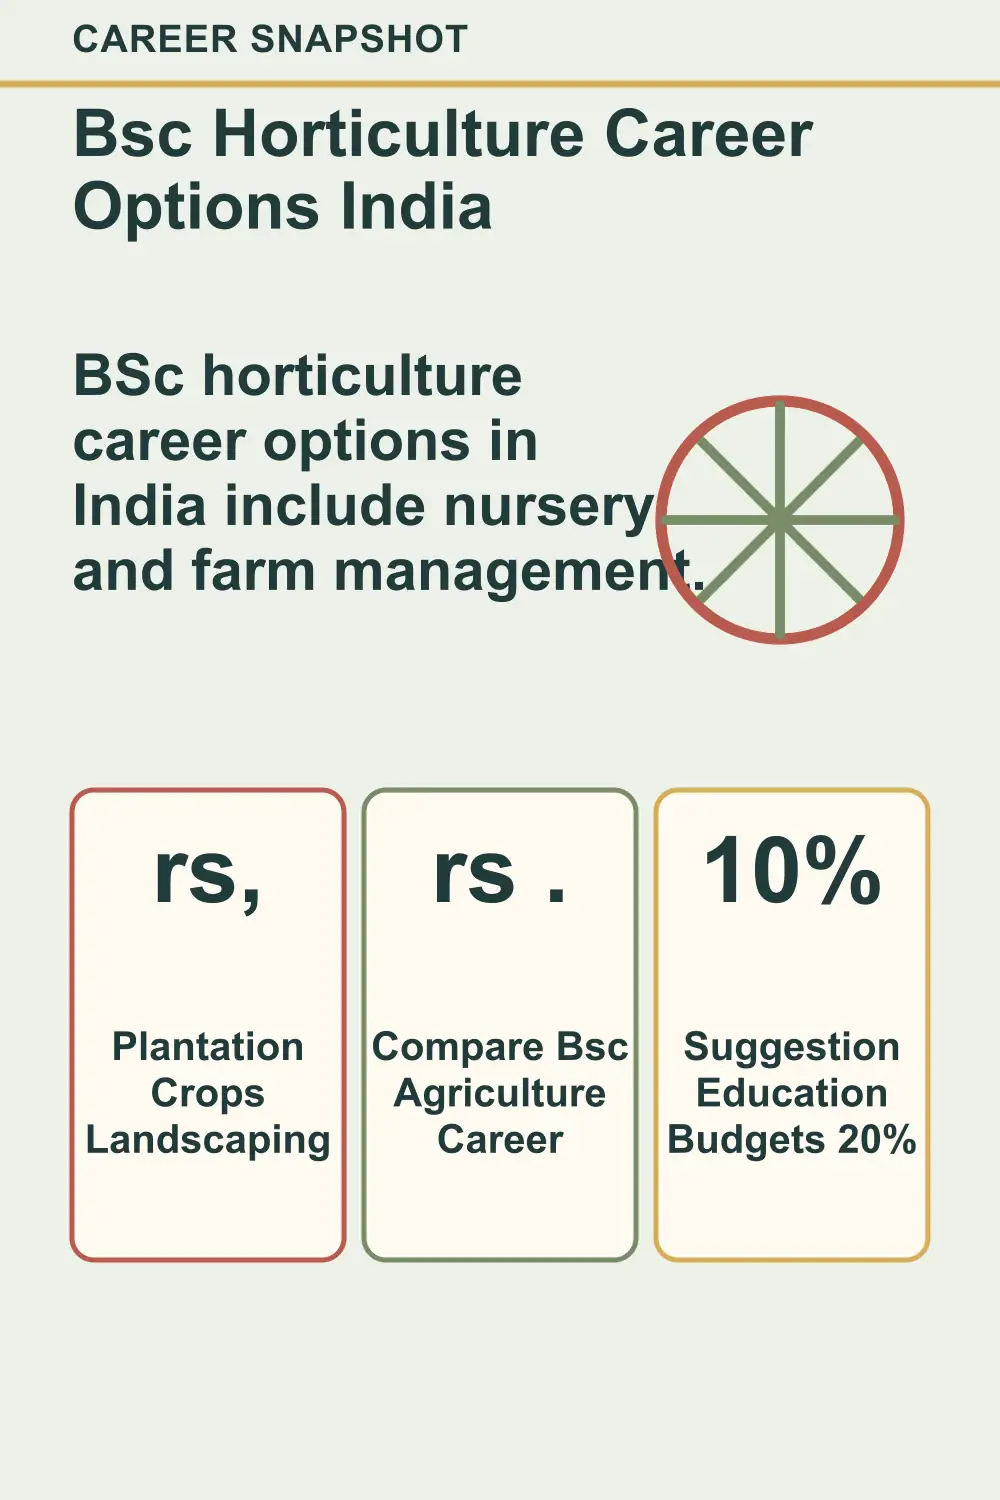 CAREER SNAPSHOT
Bsc Horticulture Career
Options India
BSc horticulture
career options in
India include nursery
and farm management.
rs,
Plantation
Crops
Landscaping
rs .
Compare Bsc
Agriculture
Career
10%
Suggestion
Education
Budgets 20%